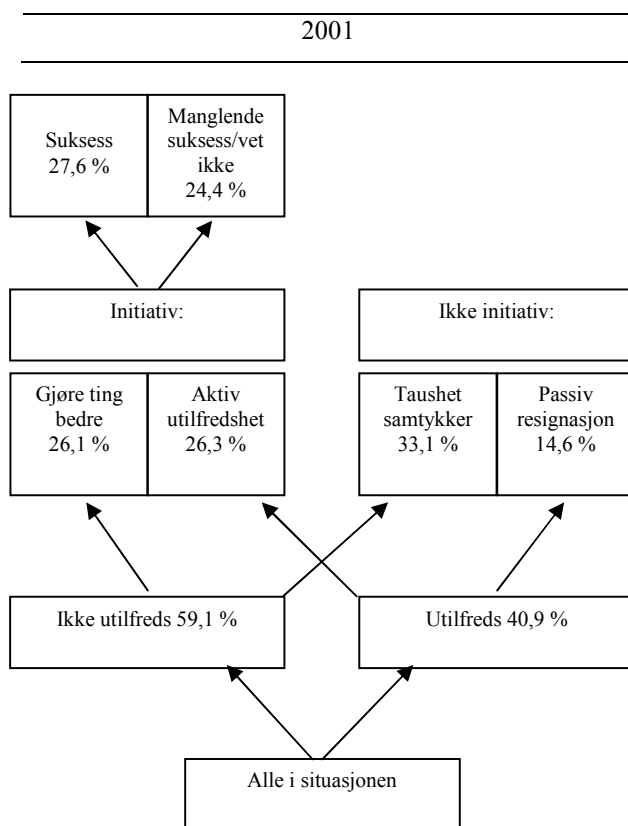 2001
Suksess
27,6 %
Manglende
suksess/vet
ikke
24,4 %
Initiativ:
Ikke initiativ:
Gjøre ting
bedre
26,1 %
Aktiv
utilfredshet
26,3 %
Taushet
samtykker
33,1 %
Passiv
resignasjon
14,6 %
Ikke utilfreds 59,1 %
Utilfreds 40,9 %
Alle i situasjonen